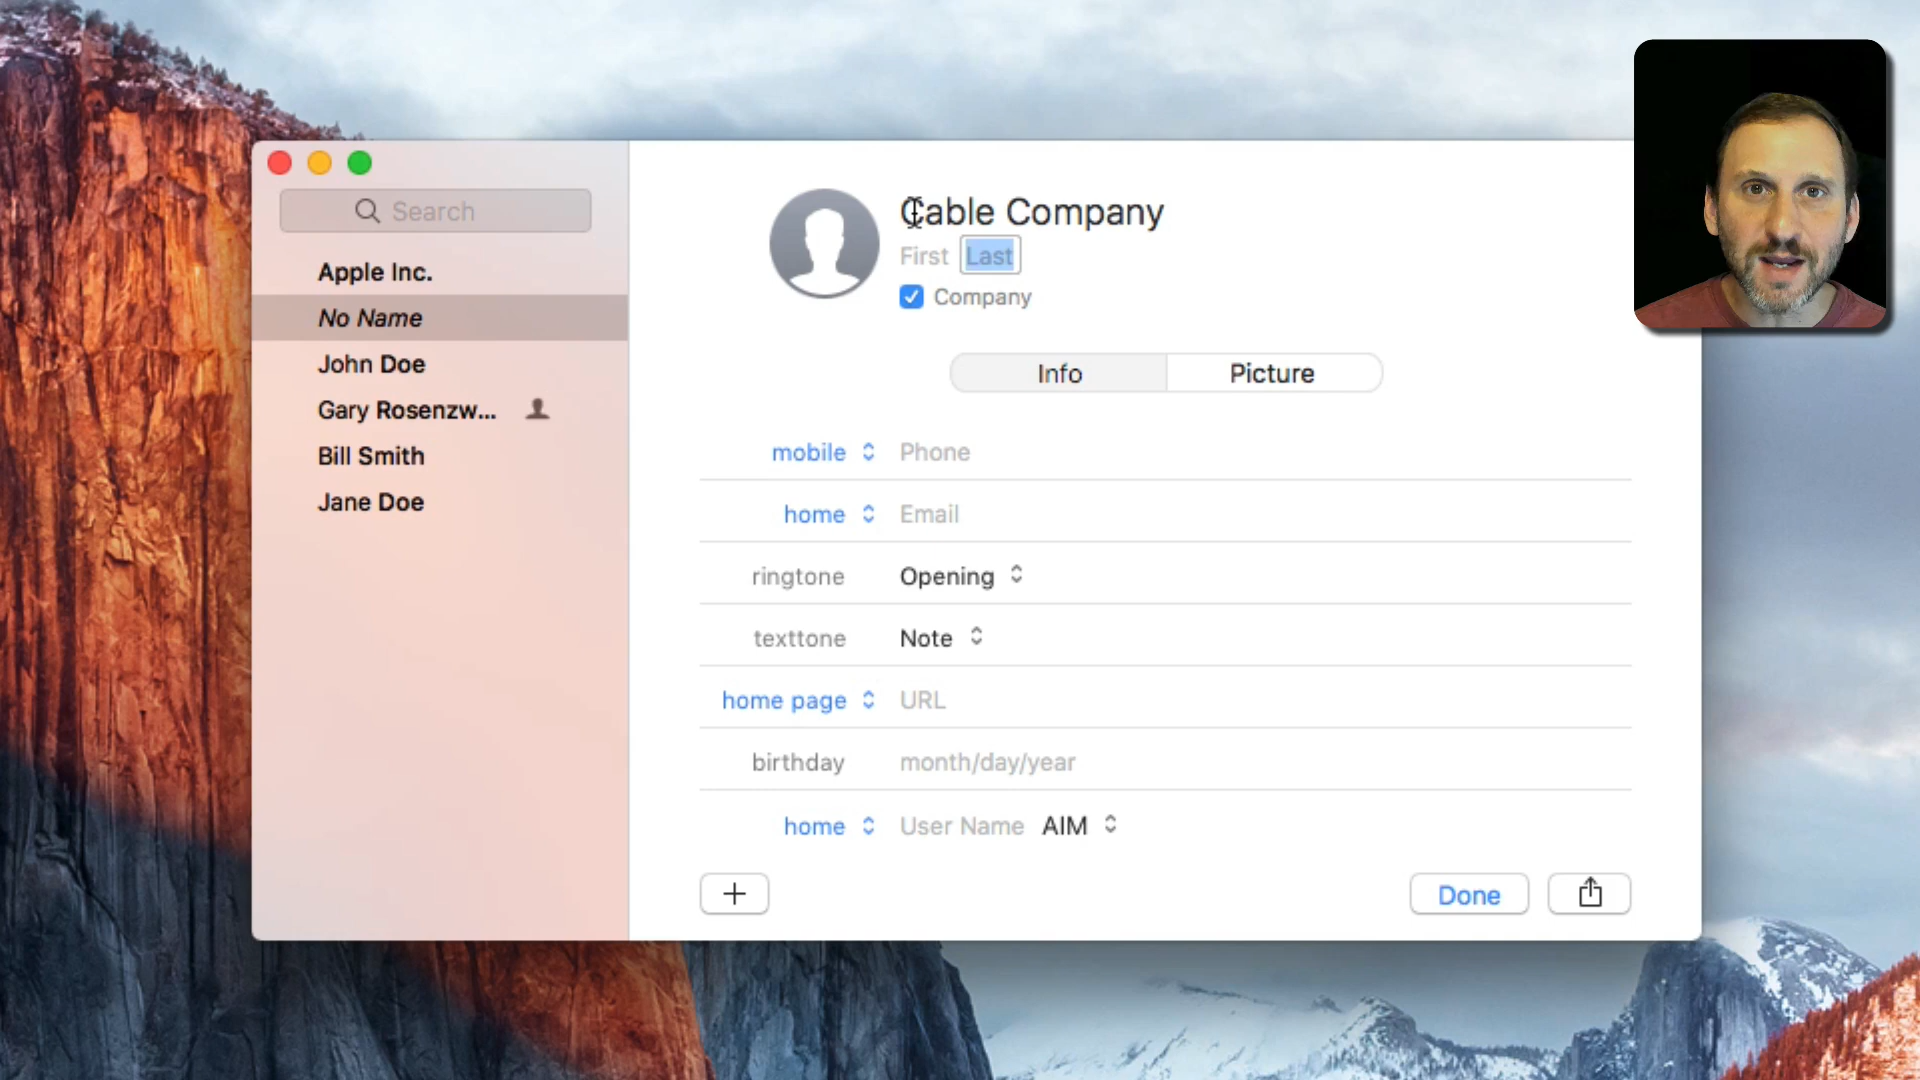 Search
Apple Inc.
No Name
John Doe
Gary Rosenzw...
Bill Smith
Jane Doe
Cable Company
First Last
Company
Info Picture
mobile Phone
home Email
ringtone Opening
texttone Note
home page URL
birthday month/day/year
home User Name AIM
Done